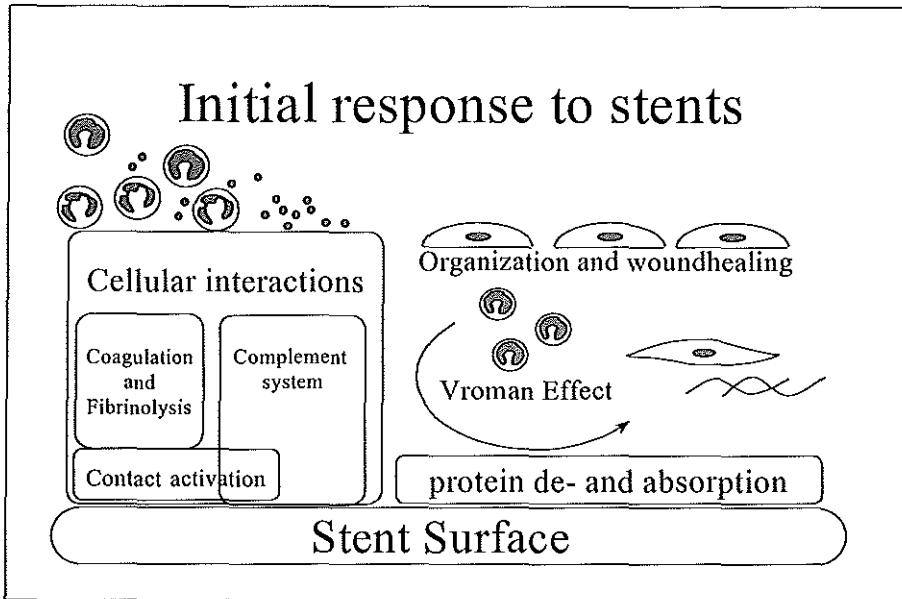 Initial response to stents
Cellular interactions
Coagulation
and
Fibrinolysis
Complement
system
Contact activation
Organization and woundhealing
Vroman Effect
protein de- and absorption
Stent Surface